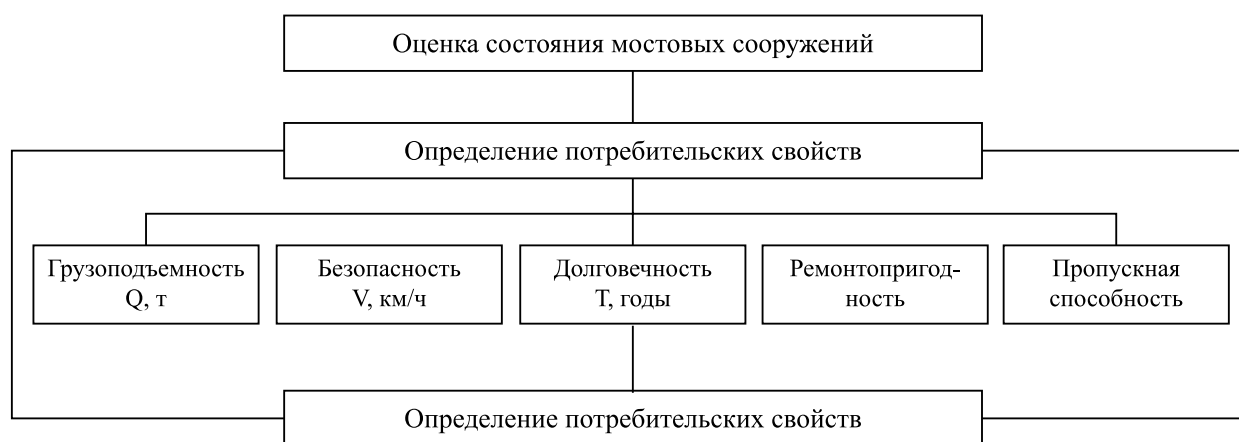 Оценка состояния мостовых сооружений
Определение потребительских свойств
Грузоподъемность
Q, т
Безопасность
V, км/ч
Долговечность
T, годы
Ремонтопригод-
ность
Пропускная
способность
Определение потребительских свойств